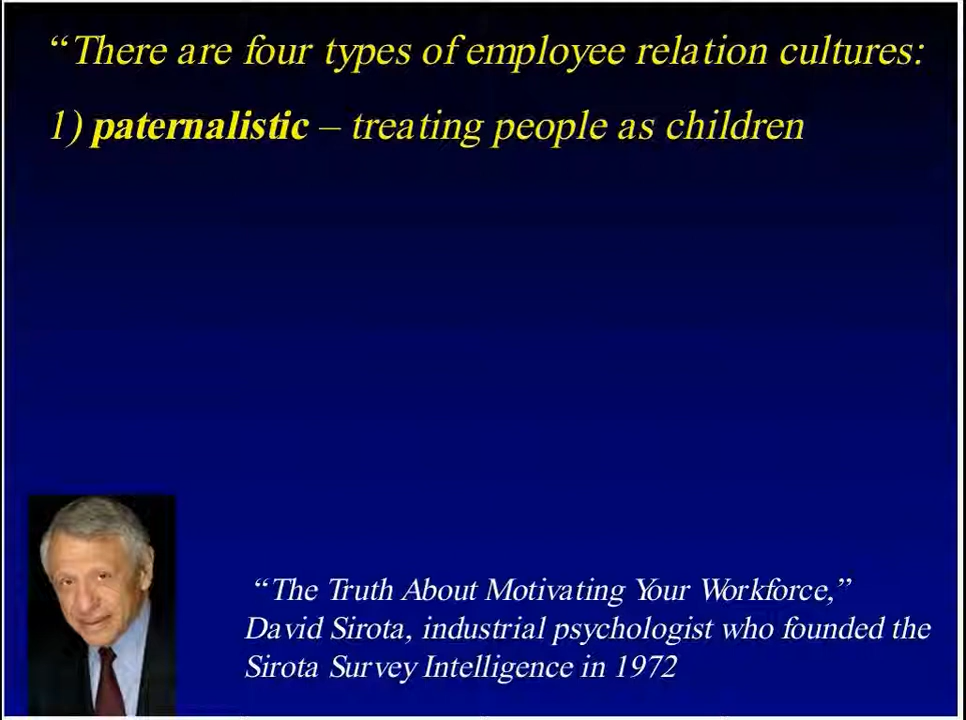 “There are four types of employee relation cultures:
1) paternalistic – treating people as children
“The Truth About Motivating Your Workforce,”
David Sirota, industrial psychologist who founded the
Sirota Survey Intelligence in 1972